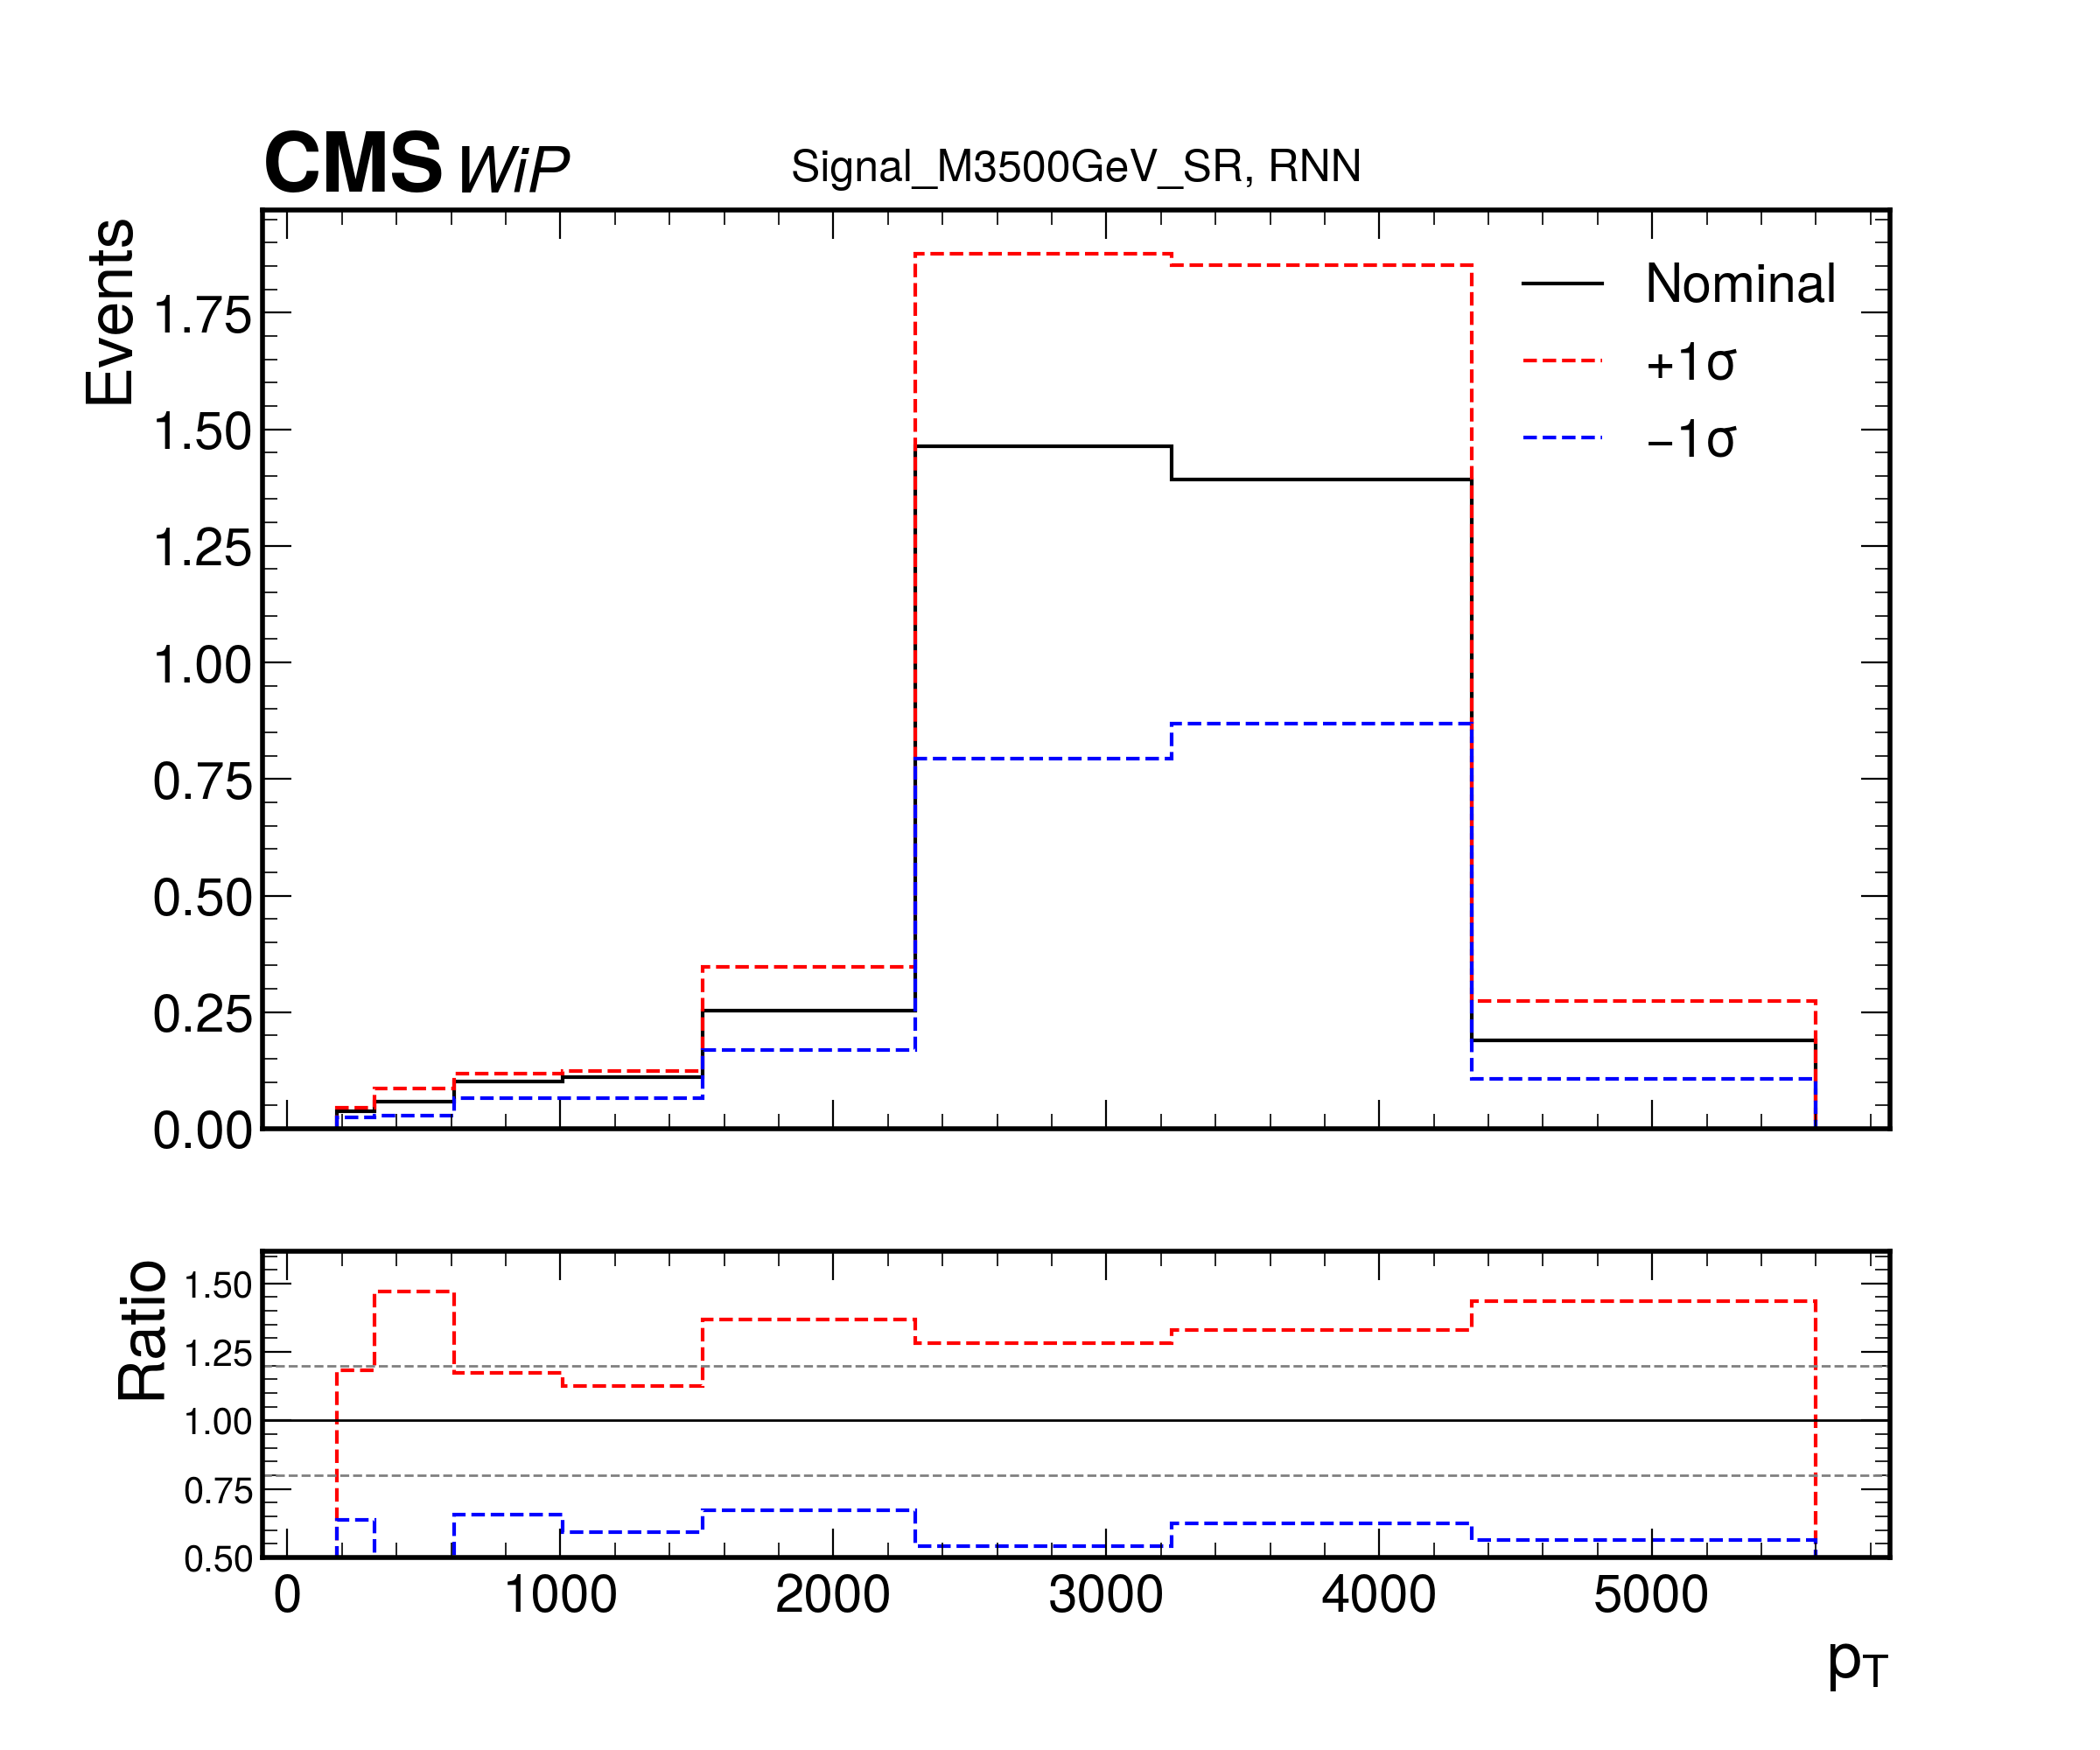 CMS WiP Signal_M3500GeV_SR, RNN
Events
1.75
1.50
1.25
1.00
0.75
0.50
0.25
0.00
Nominal
+1σ
−1σ
Ratio
1.50
1.25
1.00
0.75
0.50
0 1000 2000 3000 4000 5000
pT